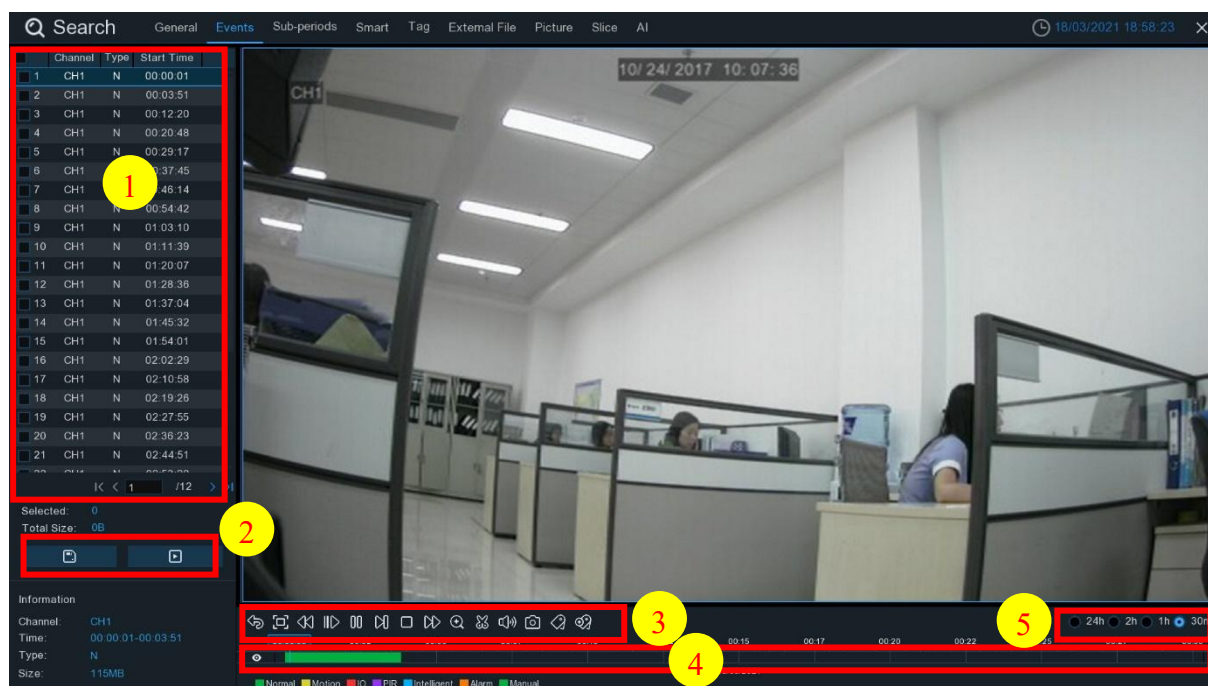 Search General Events Sub-periods Smart Tag External File Picture Slice AI 18/03/2021 18:58:23
Channel Type Start Time
1 CH1 N 00:00:01
2 CH1 N 00:03:51
3 CH1 N 00:12:20
4 CH1 N 00:20:48
5 CH1 N 00:29:17
6 CH1 :37:45
7 CH1 :46:14
8 CH1 N 00:54:42
9 CH1 N 01:03:10
10 CH1 N 01:11:39
11 CH1 N 01:20:07
12 CH1 N 01:28:36
13 CH1 N 01:37:04
14 CH1 N 01:45:32
15 CH1 N 01:54:01
16 CH1 N 02:02:29
17 CH1 N 02:10:58
18 CH1 N 02:19:26
19 CH1 N 02:27:55
20 CH1 N 02:36:23
21 CH1 N 02:44:51
1
1 /12
Selected: 0
Total Size: 0B
2
Information
Channel: CH1
Time: 00:00:01-00:03:51
Type: N
Size: 115MB
10/24/2017 10:07:36
CH1
3
5
24h 2h 1h 30m
00:15 00:17 00:20 00:22
4
Normal Motion IO PIR Intelligent Alarm Manual